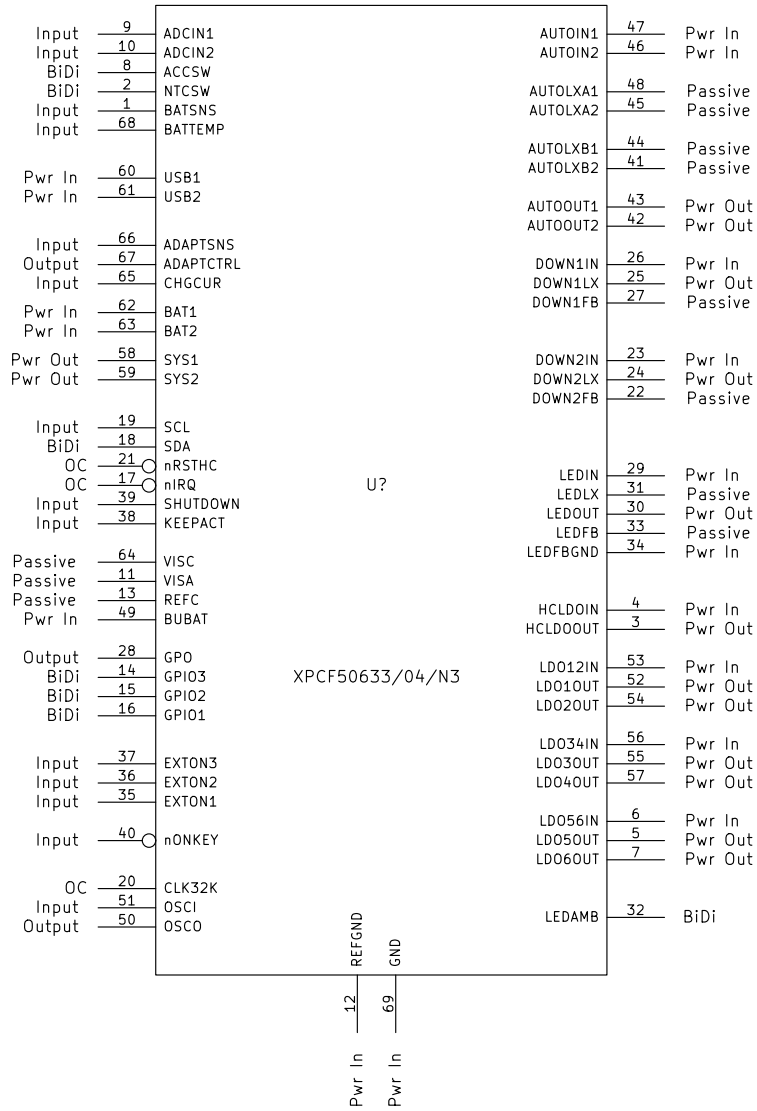 Input 9 ADCIN1
Input 10 ADCIN2
BiDi 8 ACCSW
BiDi 2 NTCSW
Input 1 BATSNS
Input 68 BATTEMP
Pwr In 60 USB1
Pwr In 61 USB2
Input 66 ADAPTSNS
Output 67 ADAPTCTRL
Input 65 CHGCUR
Pwr In 62 BAT1
Pwr In 63 BAT2
Pwr Out 58 SYS1
Pwr Out 59 SYS2
Input 19 SCL
BiDi 18 SDA
OC 21 nRSTHC
OC 17 nIRQ
Input 39 SHUTDOWN
Input 38 KEEPACT
Passive 64 VISC
Passive 11 VISA
Passive 13 REFC
Pwr In 49 BUBAT
Output 28 GPO
BiDi 14 GPIO3
BiDi 15 GPIO2
BiDi 16 GPIO1
Input 37 EXTON3
Input 36 EXTON2
Input 35 EXTON1
Input 40 nONKEY
OC 20 CLK32K
Input 51 OSCI
Output 50 OSCO
U?
XPCF50633/04/N3
AUTOIN1 47 Pwr In
AUTOIN2 46 Pwr In
AUTOLXA1 48 Passive
AUTOLXA2 45 Passive
AUTOLXB1 44 Passive
AUTOLXB2 41 Passive
AUTOOUT1 43 Pwr Out
AUTOOUT2 42 Pwr Out
DOWN1IN 26 Pwr In
DOWN1LX 25 Pwr Out
DOWN1FB 27 Passive
DOWN2IN 23 Pwr In
DOWN2LX 24 Pwr Out
DOWN2FB 22 Passive
LEDIN 29 Pwr In
LEDLX 31 Passive
LEDOUT 30 Pwr Out
LEDFB 33 Passive
LEDFBGND 34 Pwr In
HCLDOIN 4 Pwr In
HCLDOOUT 3 Pwr Out
LDO12IN 53 Pwr In
LDO1OUT 52 Pwr Out
LDO2OUT 54 Pwr Out
LDO34IN 56 Pwr In
LDO3OUT 55 Pwr Out
LDO4OUT 57 Pwr Out
LDO56IN 6 Pwr In
LDO5OUT 5 Pwr Out
LDO6OUT 7 Pwr Out
LEDAMB 32 BiDi
REFGND 12 Pwr In
GND 69 Pwr In